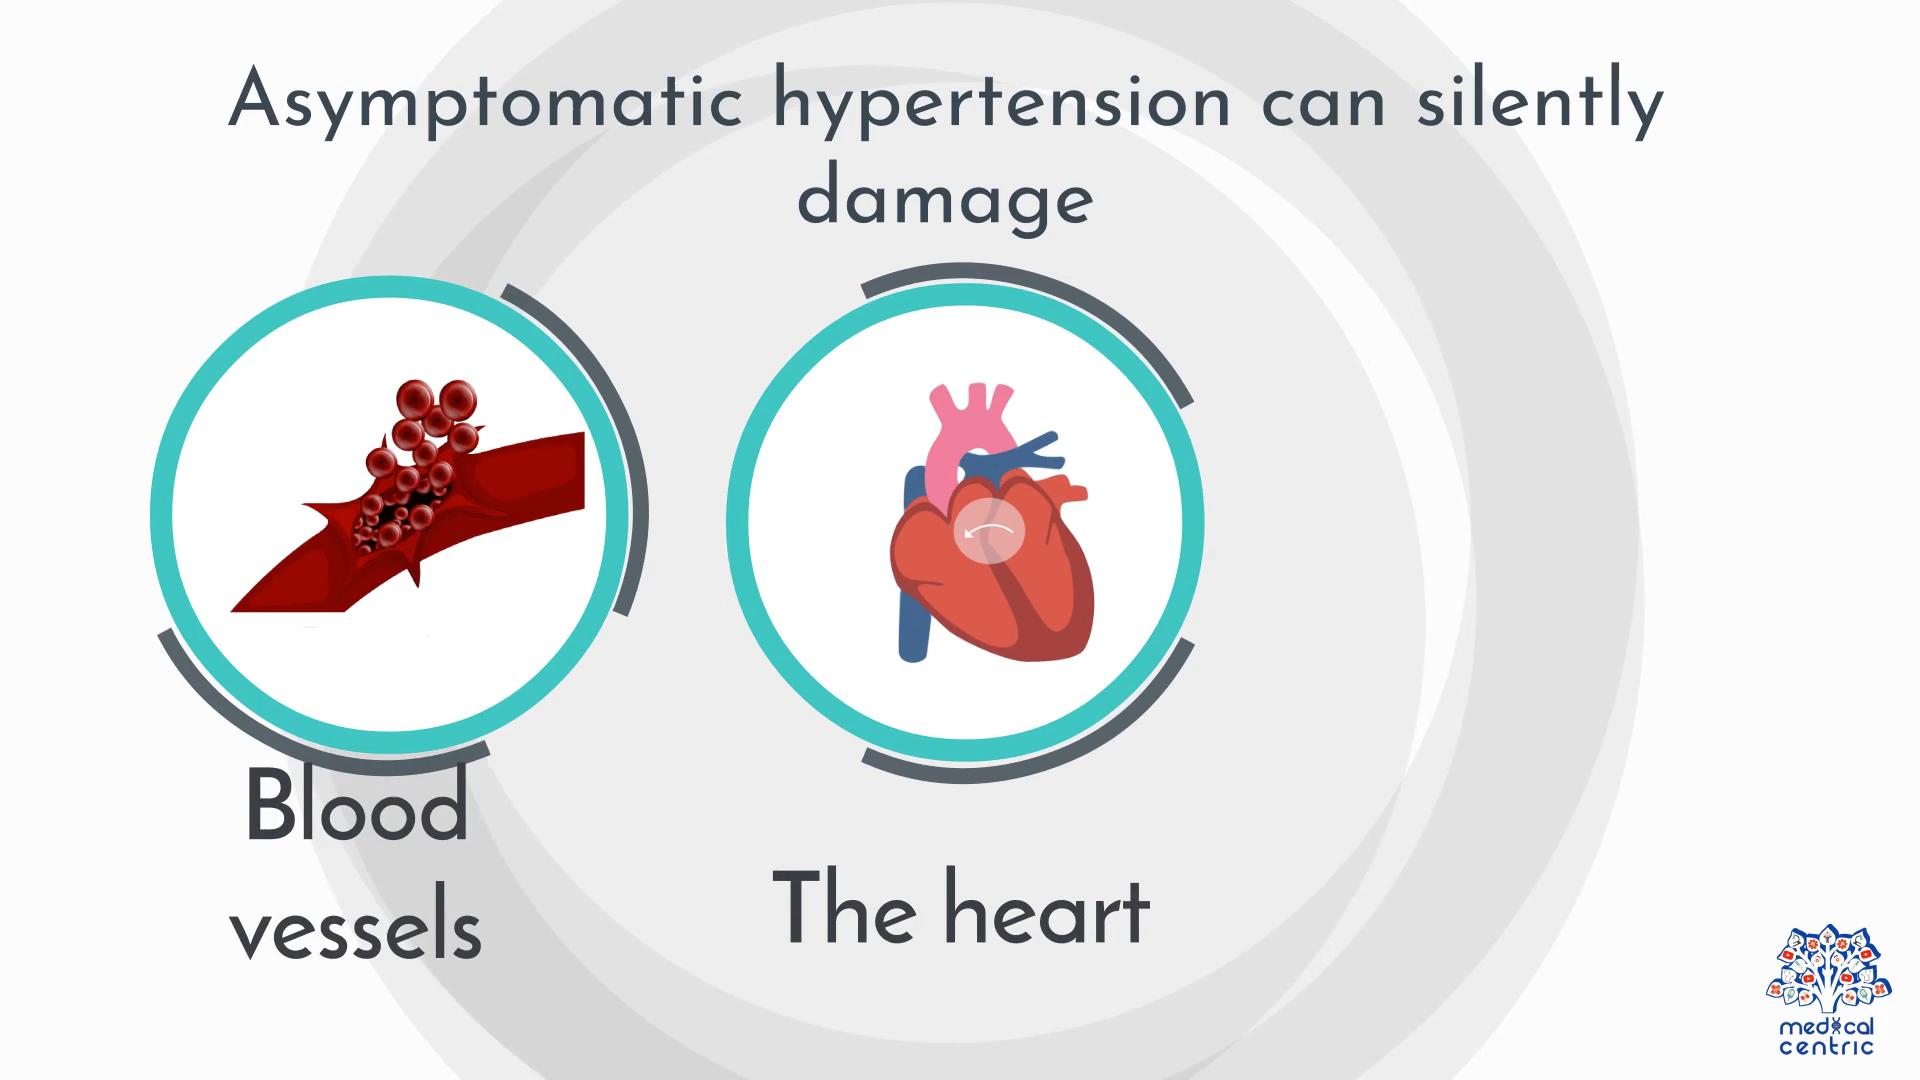 Asymptomatic hypertension can silently
damage
Blood
vessels
The heart
medical
centric